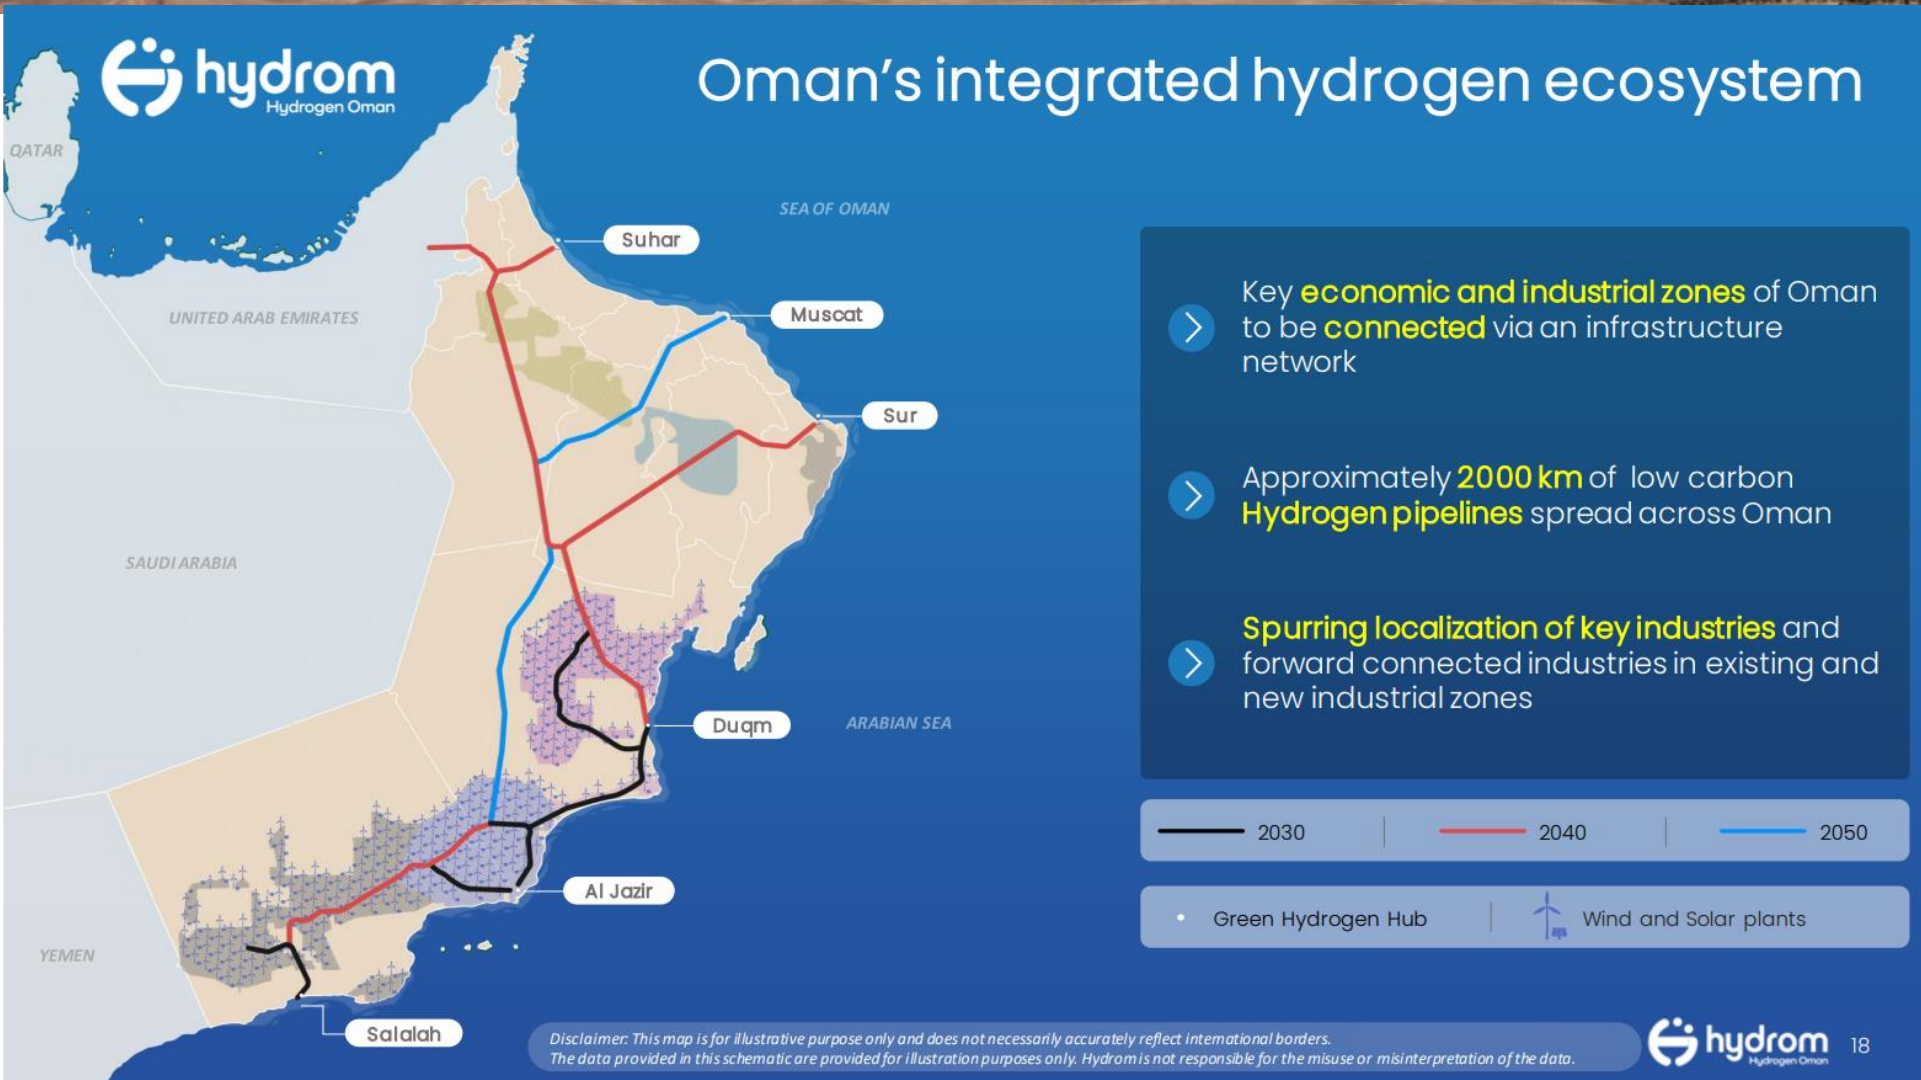 hydrom
Hydrogen Oman
Oman's integrated hydrogen ecosystem
QATAR
SEA OF OMAN
Suhar
UNITED ARAB EMIRATES
Muscat
Sur
SAUDI ARABIA
Duqm
ARABIAN SEA
Al Jazir
YEMEN
Salalah
Key economic and industrial zones of Oman
to be connected via an infrastructure
network
Approximately 2000 km of low carbon
Hydrogen pipelines spread across Oman
Spurring localization of key industries and
forward connected industries in existing and
new industrial zones
2030 2040 2050
Green Hydrogen Hub Wind and Solar plants
Disclaimer: This map is for illustrative purpose only and does not necessarily accurately reflect international borders.
The data provided in this schematic are provided for illustration purposes only. Hydrom is not responsible for the misuse or misinterpretation of the data.
hydrom
Hydrogen Oman
18